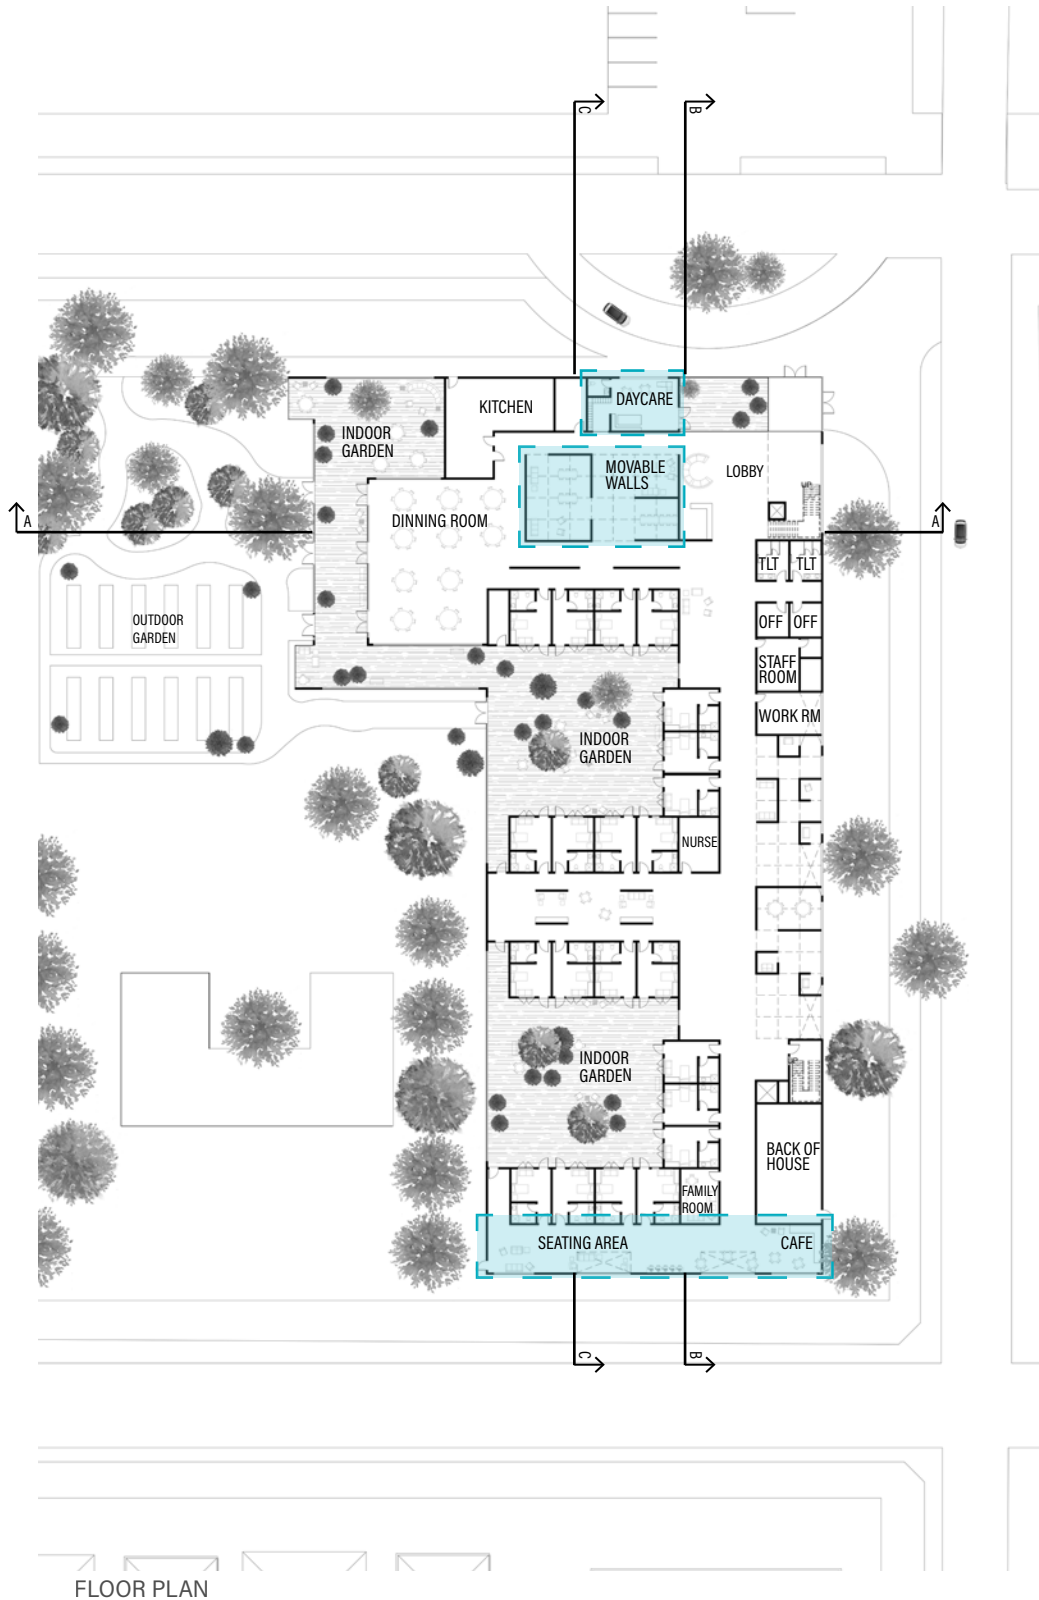 C
B
DAYCARE
KITCHEN
INDOOR
GARDEN
MOVABLE
WALLS
LOBBY
A
DINNING ROOM
A
TLT
TLT
OUTDOOR
GARDEN
OFF
OFF
STAFF
ROOM
WORK RM
INDOOR
GARDEN
NURSE
INDOOR
GARDEN
BACK OF
HOUSE
FAMILY
ROOM
SEATING AREA
CAFE
C
B
FLOOR PLAN